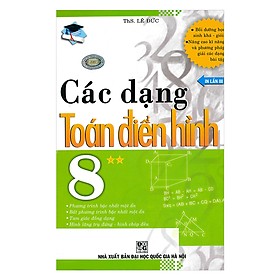 ThS. LÊ ĐỨC
• Bồi dưỡng học
sinh khá - giỏi
• Nâng cao kĩ năng
và phương pháp
giải các dạng
bài tập
IN LẦN III
Các dạng
Toán điển hình
8
• Phương trình bậc nhất một ẩn
• Bất phương trình bậc nhất một ẩn
• Tam giác đồng dạng
• Hình lăng trụ đứng - hình chóp đều
NHÀ XUẤT BẢN ĐẠI HỌC QUỐC GIA HÀ NỘI